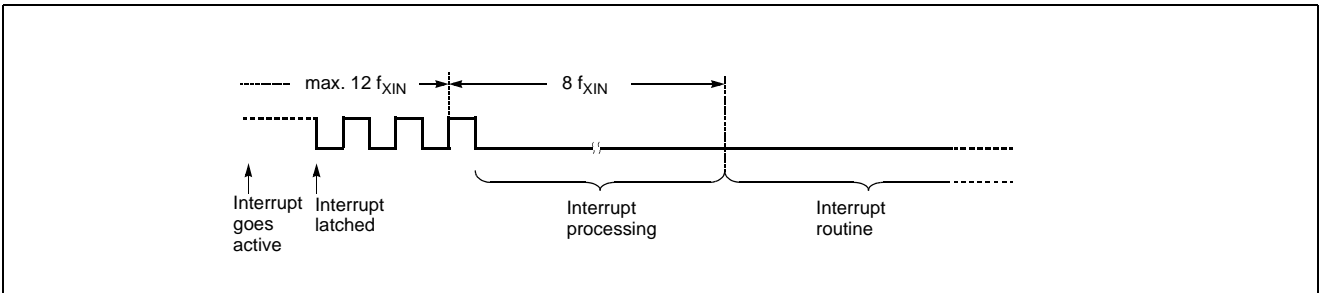 max. 12 fXIN
8 fXIN
Interrupt
goes
active
Interrupt
latched
Interrupt
processing
Interrupt
routine